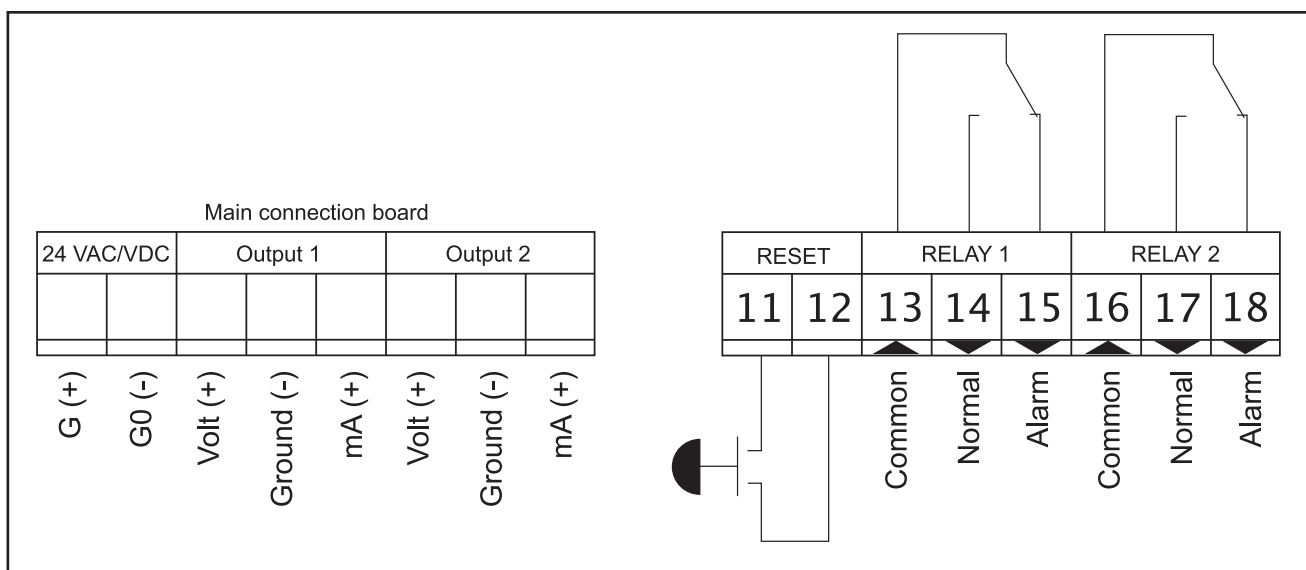 Main connection board
24 VAC/VDC Output 1 Output 2
G (+) G0 (-) Volt (+) Ground (-) mA (+) Volt (+) Ground (-) mA (+)
RESET RELAY 1 RELAY 2
11 12 13 14 15 16 17 18
Common Normal Alarm Common Normal Alarm